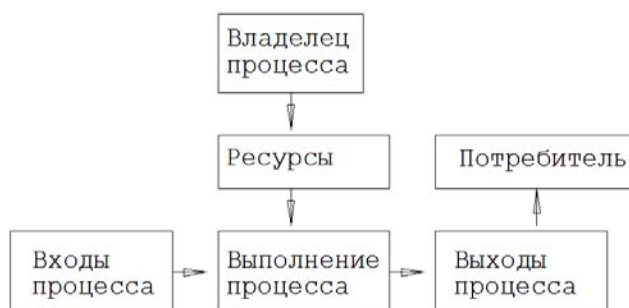 Владелец
процесса
Ресурсы
Потребитель
Входы
процесса
Выполнение
процесса
Выходы
процесса